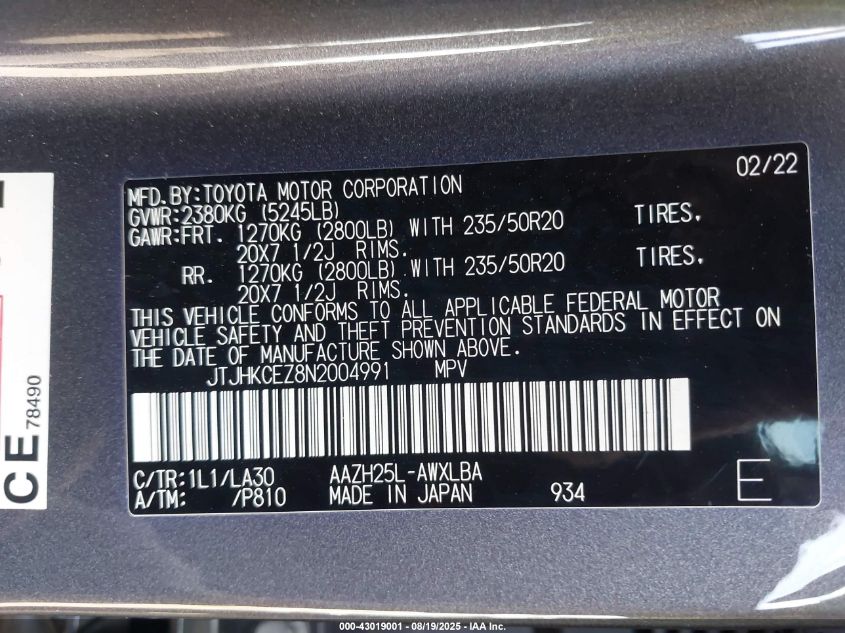 02/22
MFD. BY:TOYOTA MOTOR CORPORATION
GVWR:2380KG (5245LB)
GAWR:FRT. 1270KG (2800LB) WITH 235/50R20 TIRES,
20X7 1/2J RIMS.
RR. 1270KG (2800LB) WITH 235/50R20 TIRES,
20X7 1/2J RIMS.
THIS VEHICLE CONFORMS TO ALL APPLICABLE FEDERAL MOTOR
VEHICLE SAFETY AND THEFT PREVENTION STANDARDS IN EFFECT ON
THE DATE OF MANUFACTURE SHOWN ABOVE.
JTJHKCEZ8N2004991 MPV
C/TR:1L1/LA30 AAZH25L-AWXLBA
A/TM: /P810 MADE IN JAPAN 934
E
CE 78490
000-43019001 - 08/19/2025 - IAA Inc.